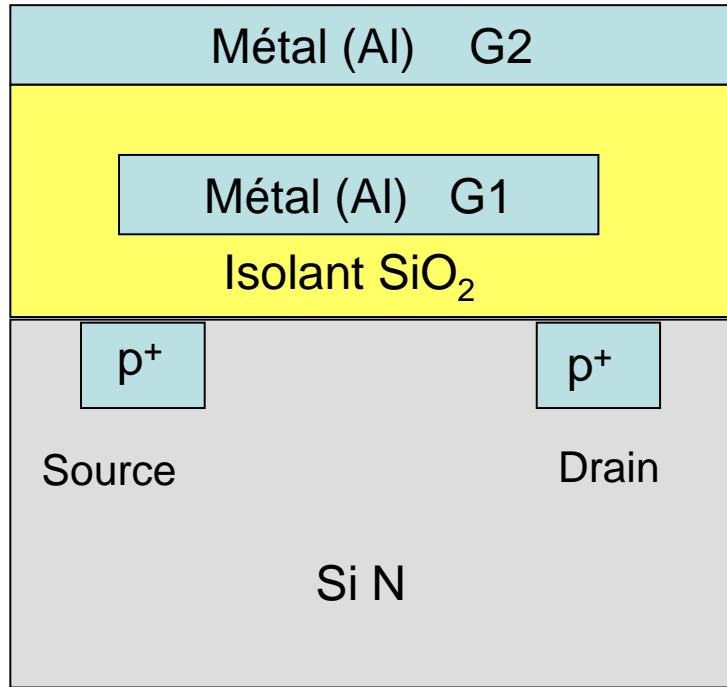 Métal (Al) G2
Métal (Al) G1
Isolant SiO₂
p⁺ p⁺
Source Drain
Si N